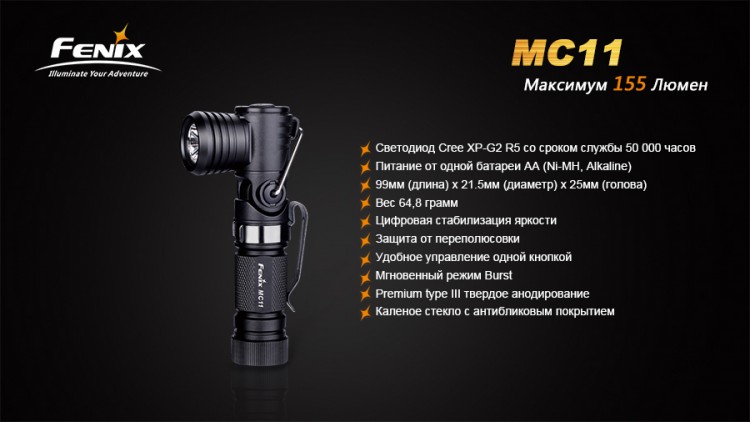 FENIX
Illuminate Your Adventure
MC11
Максимум 155 Люмен
Светодиод Cree XP-G2 R5 со сроком службы 50 000 часов
Питание от одной батареи AA (Ni-MH, Alkaline)
99мм (длина) x 21.5мм (диаметр) x 25мм (голова)
Вес 64,8 грамм
Цифровая стабилизация яркости
Защита от переполюсовки
Удобное управление одной кнопкой
Мгновенный режим Burst
Premium type III твердое анодирование
Каленое стекло с антибликовым покрытием
FENIX MC11